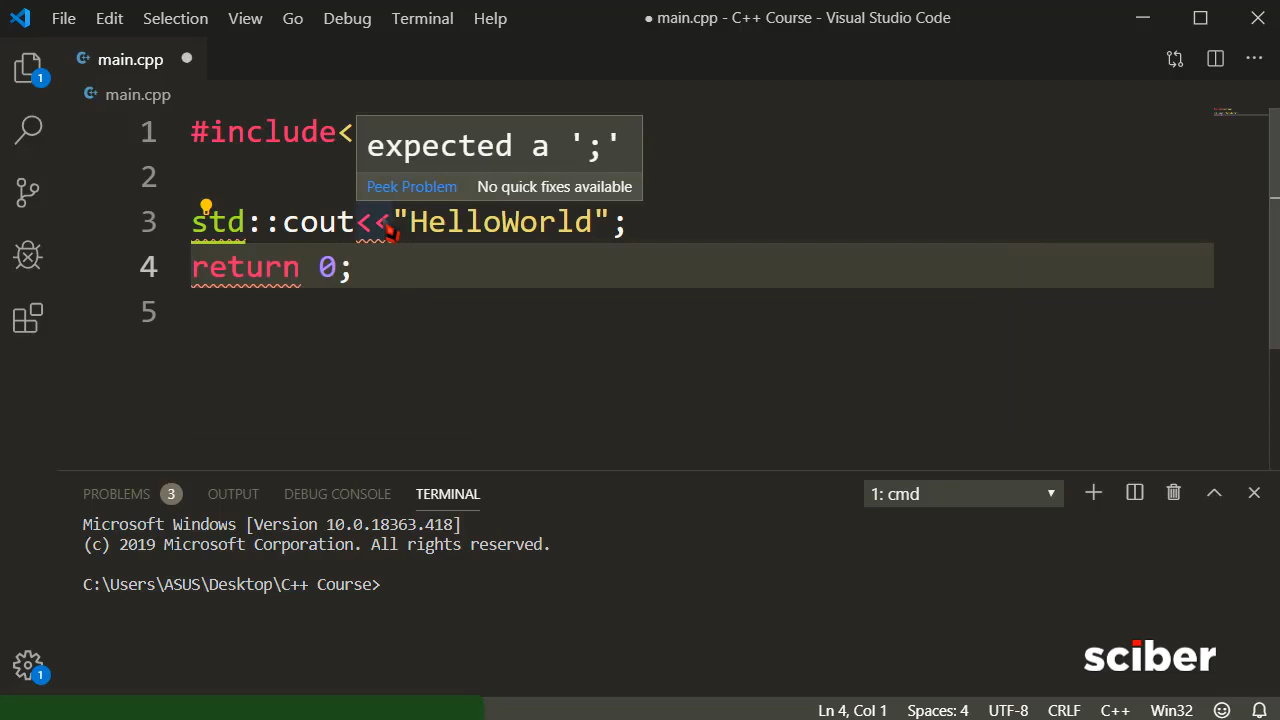 File Edit Selection View Go Debug Terminal Help ● main.cpp - C++ Course - Visual Studio Code
main.cpp ●
main.cpp
1 #include<
expected a ';'
Peek Problem No quick fixes available
2
3 std::cout<<"HelloWorld";
4 return 0;
5
PROBLEMS 3 OUTPUT DEBUG CONSOLE TERMINAL 1: cmd
Microsoft Windows [Version 10.0.18363.418]
(c) 2019 Microsoft Corporation. All rights reserved.
C:\Users\ASUS\Desktop\C++ Course>
1
1
sciber
Ln 4, Col 1 Spaces: 4 UTF-8 CRLF C++ Win32